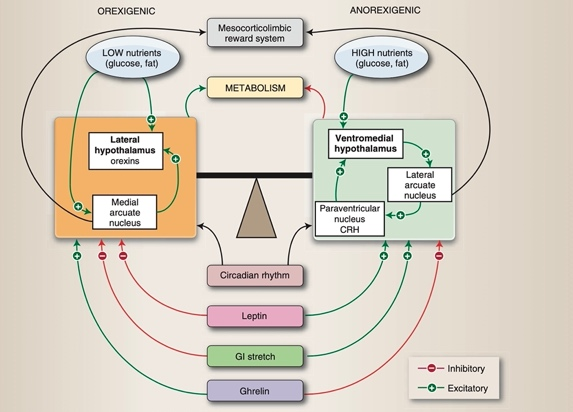 OREXIGENIC
ANOREXIGENIC
Mesocorticolimbic
reward system
LOW nutrients
(glucose, fat)
HIGH nutrients
(glucose, fat)
METABOLISM
Lateral
hypothalamus
orexins
Medial
arcuate
nucleus
Ventromedial
hypothalamus
Lateral
arcuate
nucleus
Paraventricular
nucleus
CRH
Circadian rhythm
Leptin
GI stretch
Ghrelin
Inhibitory
Excitatory